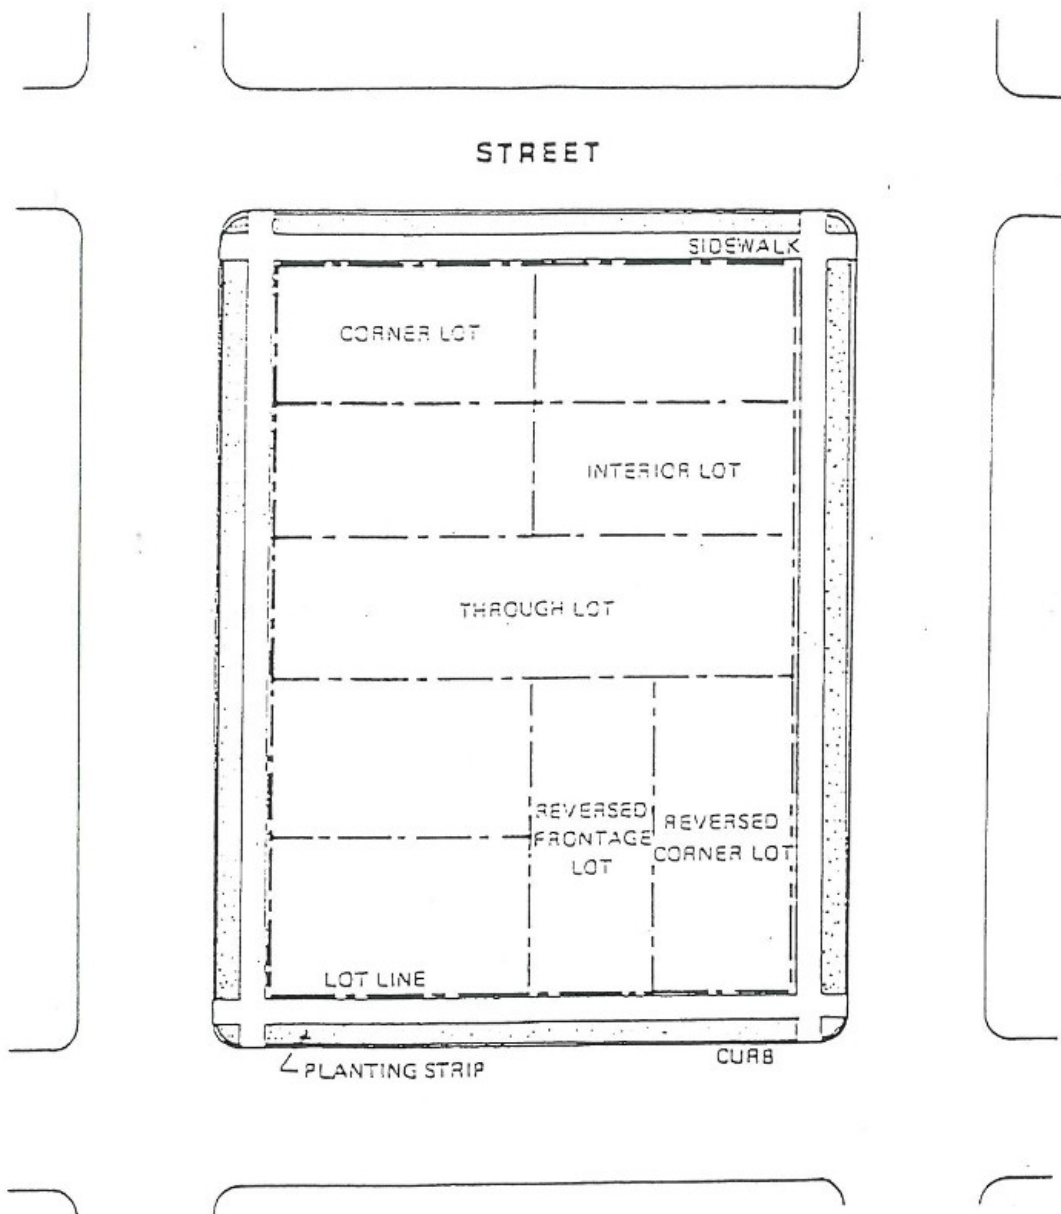 STREET
SIDEWALK
CORNER LOT
INTERIOR LOT
THROUGH LOT
REVERSED
FRONTAGE
LOT
REVERSED
CORNER LOT
LOT LINE
PLANTING STRIP
CURB